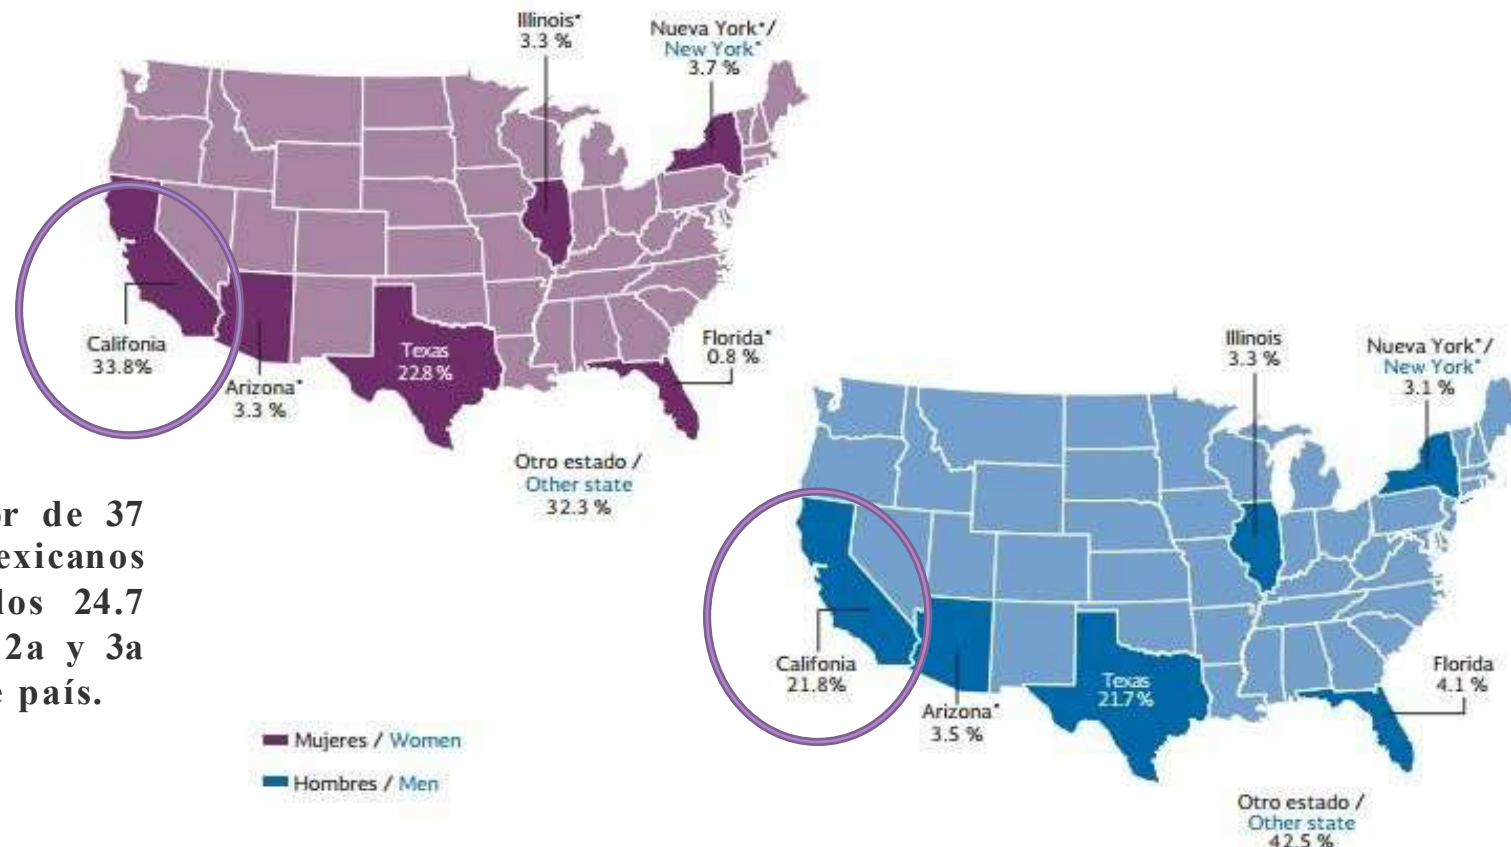 Illinois*
3.3 %
Nueva York*/
New York*
3.7 %
Califonia
33.8%
Arizona*
3.3 %
Texas
22.8 %
Florida*
0.8 %
Otro estado /
Other state
32.3 %
or de 37
exicanos
los 24.7
2a y 3a
e país.
Mujeres / Women
Hombres / Men
Illinois
3.3 %
Nueva York*/
New York*
3.1 %
Califonia
21.8%
Arizona*
3.5 %
Texas
21.7 %
Florida
4.1 %
Otro estado /
Other state
42.5 %